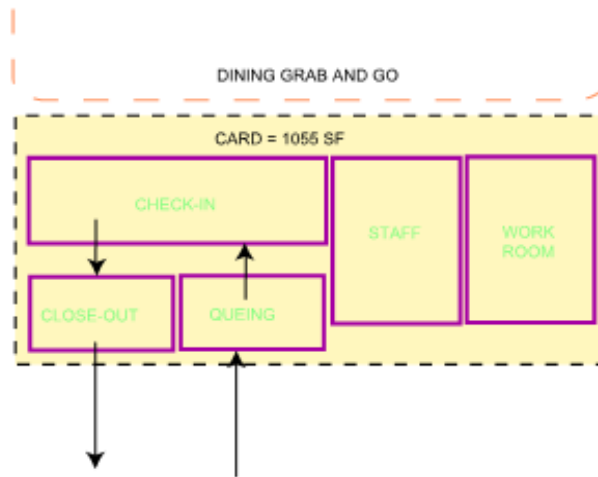 DINING GRAB AND GO
CARD = 1055 SF
CHECK-IN
STAFF
WORK
ROOM
CLOSE-OUT
QUEING